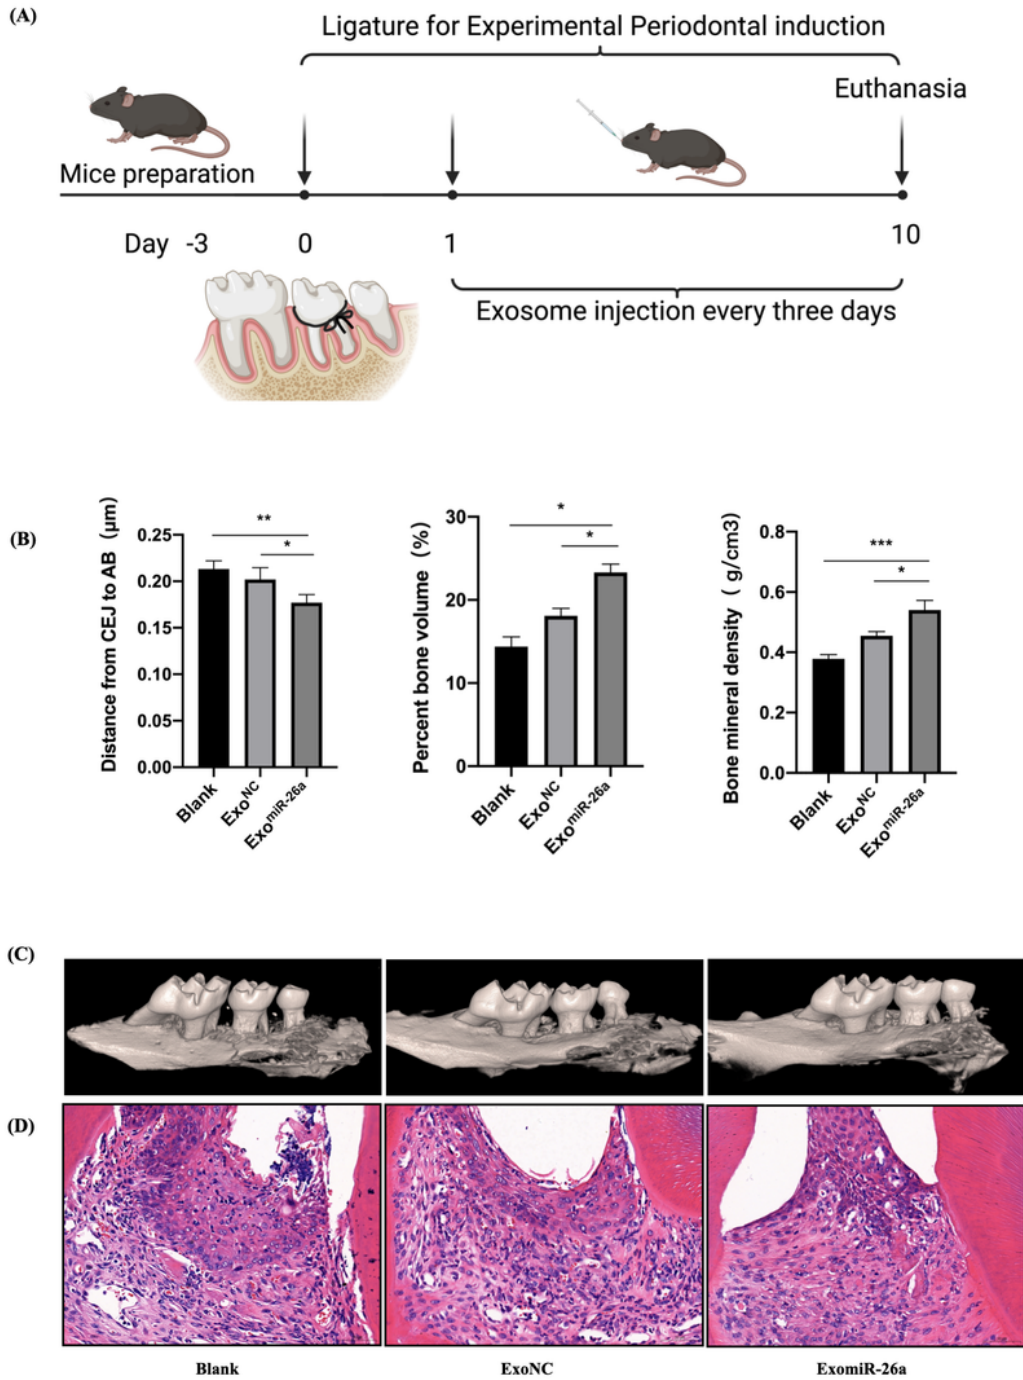 (A)
Ligature for Experimental Periodontal induction
Euthanasia
Mice preparation
Day -3 0 1 10
Exosome injection every three days
(B)
Distance from CEJ to AB (μm)
0.25
0.20
0.15
0.10
0.05
0.00
**
*
Blank
ExoNC
ExomiR-26a
Percent bone volume (%)
30
20
10
0
*
*
Blank
ExoNC
ExomiR-26a
Bone mineral density ( g/cm3)
0.8
0.6
0.4
0.2
0.0
***
*
Blank
ExoNC
ExomiR-26a
(C)
(D)
Blank ExoNC ExomiR-26a